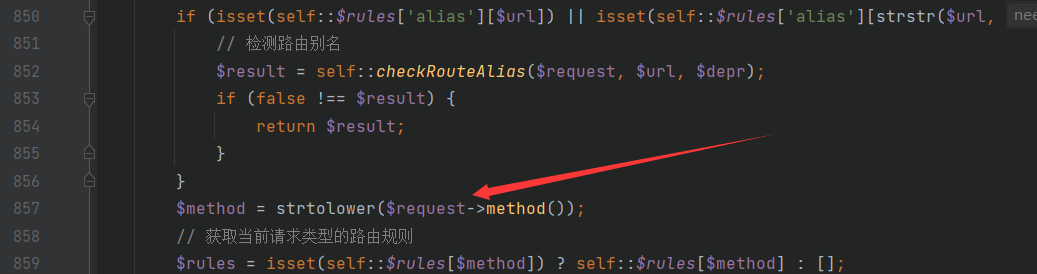 850 if (isset(self::$rules['alias'][$url]) || isset(self::$rules['alias'][strstr($url, nee
851 // 检测路由别名
852 $result = self::checkRouteAlias($request, $url, $depr);
853 if (false !== $result) {
854 return $result;
855 }
856 }
857 $method = strtolower($request->method());
858 // 获取当前请求类型的路由规则
859 $rules = isset(self::$rules[$method]) ? self::$rules[$method] : [];